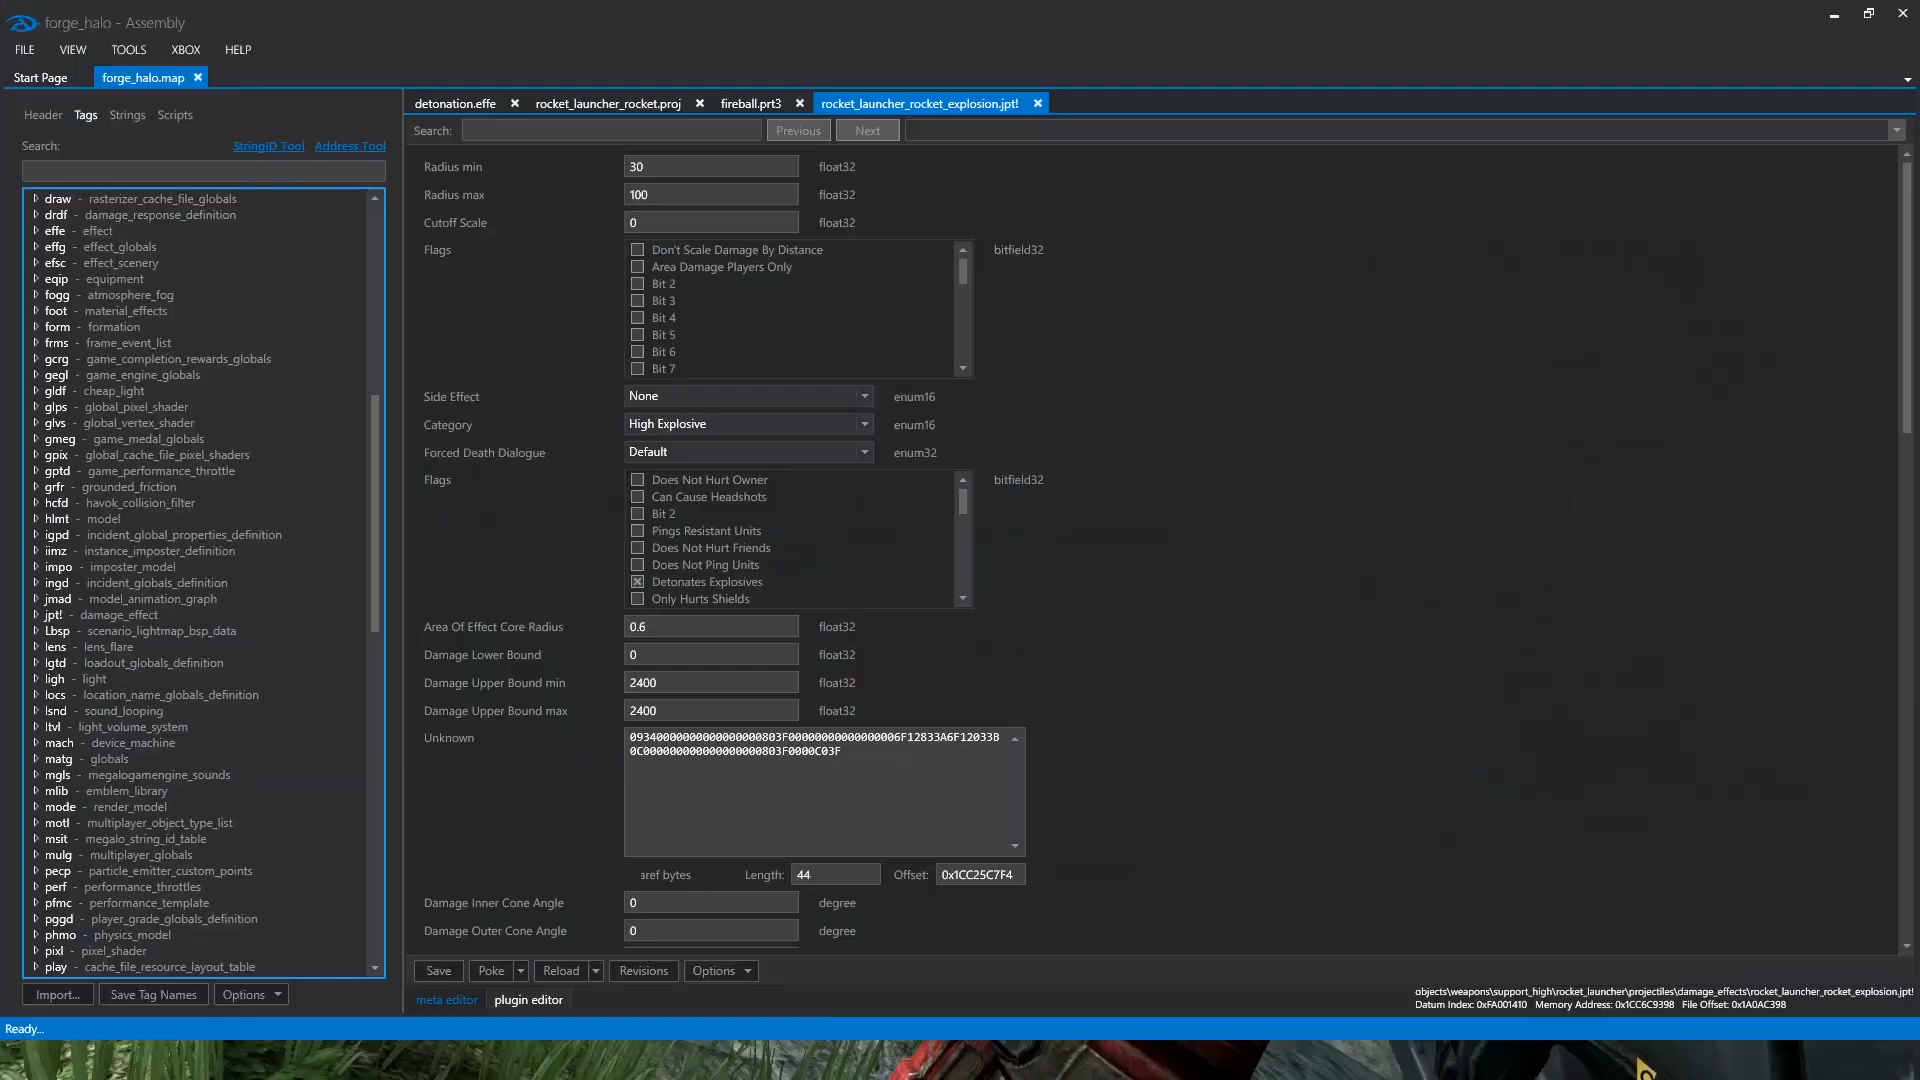 forge_halo - Assembly
FILE VIEW TOOLS XBOX HELP
Start Page forge_halo.map
Header Tags Strings Scripts
Search: StringID Tool Address Tool
draw - rasterizer_cache_file_globals
drdf - damage_response_definition
effe - effect
effg - effect_globals
efsc - effect_scenery
eqip - equipment
fogg - atmosphere_fog
foot - material_effects
form - formation
frms - frame_event_list
gcrg - game_completion_rewards_globals
gegl - game_engine_globals
gldf - cheap_light
glps - global_pixel_shader
glvs - global_vertex_shader
gmeg - game_medal_globals
gpix - global_cache_file_pixel_shaders
gptd - game_performance_throttle
grfr - grounded_friction
hcfd - havok_collision_filter
hlmt - model
igpd - incident_global_properties_definition
iimz - instance_imposter_definition
impo - imposter_model
ingd - incident_globals_definition
jmad - model_animation_graph
jpt! - damage_effect
Lbsp - scenario_lightmap_bsp_data
lens - lens_flare
lgtd - loadout_globals_definition
ligh - light
locs - location_name_globals_definition
lsnd - sound_looping
ltvl - light_volume_system
mach - device_machine
matg - globals
mgls - megalogamengine_sounds
mlib - emblem_library
mode - render_model
motl - multiplayer_object_type_list
msit - megalo_string_id_table
mulg - multiplayer_globals
pecp - particle_emitter_custom_points
perf - performance_throttles
pfmc - performance_template
pggd - player_grade_globals_definition
phmo - physics_model
pixl - pixel_shader
play - cache_file_resource_layout_table
Import... Save Tag Names Options
detonation.effe rocket_launcher_rocket.proj fireball.prt3 rocket_launcher_rocket_explosion.jpt!
Search: Previous Next
Radius min 30 float32
Radius max 100 float32
Cutoff Scale 0 float32
Flags Don't Scale Damage By Distance bitfield32
Area Damage Players Only
Bit 2
Bit 3
Bit 4
Bit 5
Bit 6
Bit 7
Side Effect None enum16
Category High Explosive enum16
Forced Death Dialogue Default enum32
Flags Does Not Hurt Owner bitfield32
Can Cause Headshots
Bit 2
Pings Resistant Units
Does Not Hurt Friends
Does Not Ping Units
Detonates Explosives
Only Hurts Shields
Area Of Effect Core Radius 0.6 float32
Damage Lower Bound 0 float32
Damage Upper Bound min 2400 float32
Damage Upper Bound max 2400 float32
Unknown
aref bytes Length: 44 Offset: 0x1CC25C7F4
Damage Inner Cone Angle 0 degree
Damage Outer Cone Angle 0 degree
Save Poke Reload Revisions Options
meta editor plugin editor
objects\weapons\support_high\rocket_launcher\projectiles\damage_effects\rocket_launcher_rocket_explosion.jpt!
Datum Index: 0xFA001410 Memory Address: 0x1CC6C9398 File Offset: 0x1A0AC398
Ready...